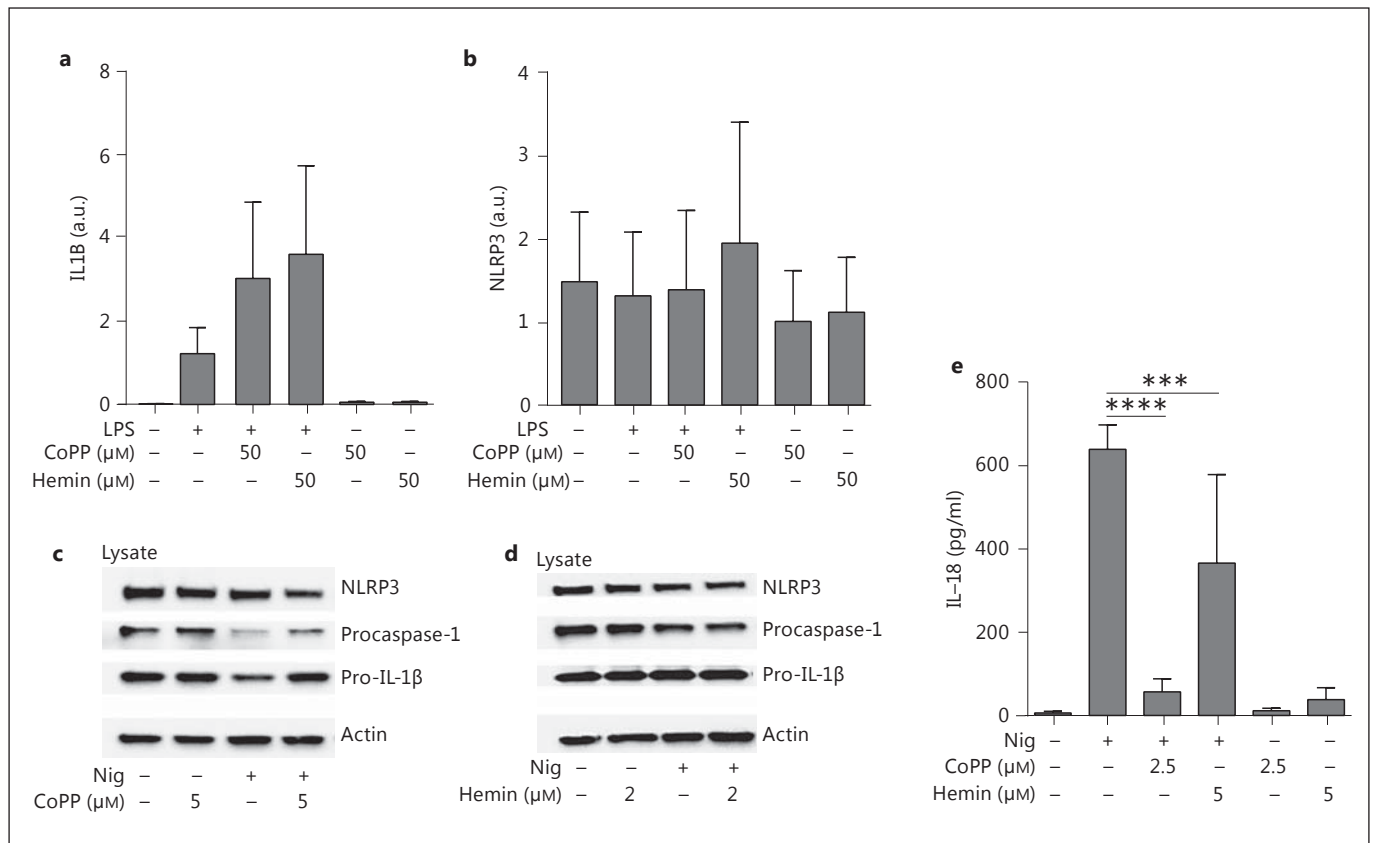 a
8
6
4
2
0
IL1B (a.u.)
LPS – + + + – –
CoPP (µM) – – 50 – 50 –
Hemin (µM) – – – 50 – 50
b
4
3
2
1
0
NLRP3 (a.u.)
LPS – + + + – –
CoPP (µM) – – 50 – 50 –
Hemin (µM) – – – 50 – 50
c Lysate
NLRP3
Procaspase-1
Pro-IL-1β
Actin
Nig – – + +
CoPP (µM) – 5 – 5
d Lysate
NLRP3
Procaspase-1
Pro-IL-1β
Actin
Nig – – + +
Hemin (µM) – 2 – 2
e
800
600
400
200
0
IL–18 (pg/ml)
***
****
Nig – + + + – –
CoPP (µM) – – 2.5 – 2.5 –
Hemin (µM) – – – 5 – 5